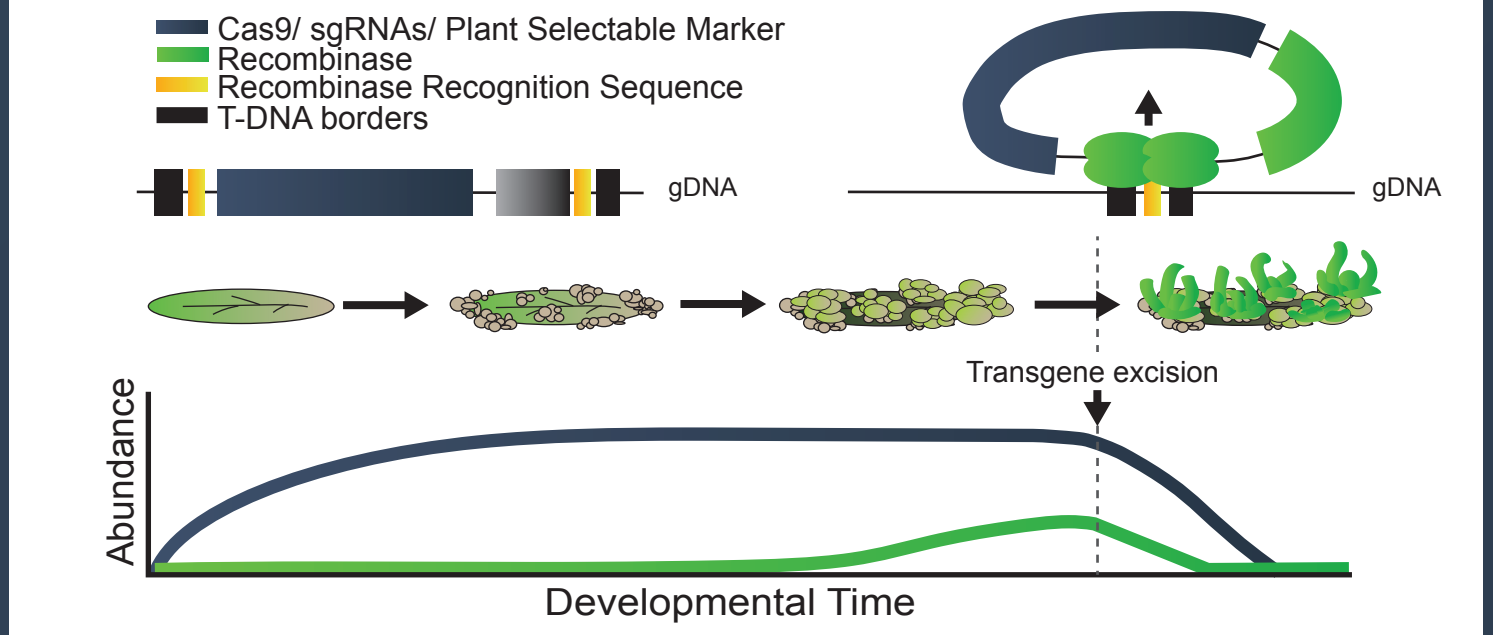 Cas9/ sgRNAs/ Plant Selectable Marker
Recombinase
Recombinase Recognition Sequence
T-DNA borders
gDNA
gDNA
Transgene excision
Abundance
Developmental Time